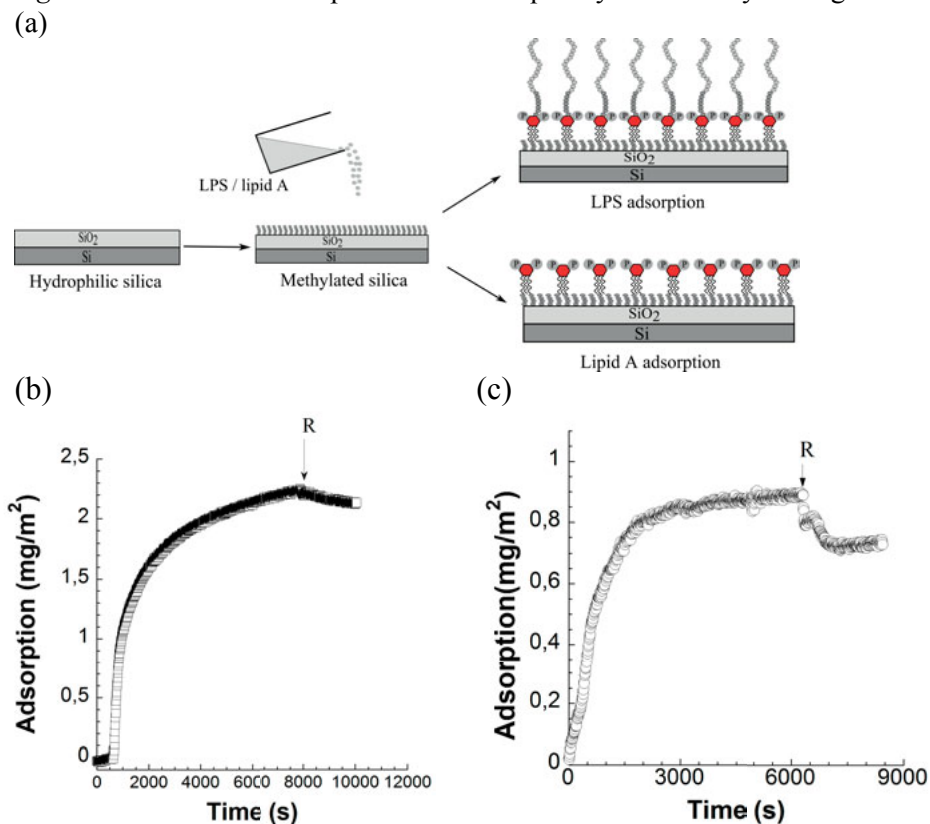 (a)
P P P P P P P P P P P P P P P P
SiO2
Si
LPS adsorption
LPS / lipid A
SiO2
Si
Hydrophilic silica
SiO2
Si
Methylated silica
P P P P P P P P P P P P P P P P
SiO2
Si
Lipid A adsorption
(b)
R
2,5
2
1,5
1
0,5
0
Adsorption (mg/m2)
0 2000 4000 6000 8000 10000 12000
Time (s)
(c)
R
1
0,8
0,6
0,4
0,2
0
Adsorption(mg/m2)
0 3000 6000 9000
Time (s)